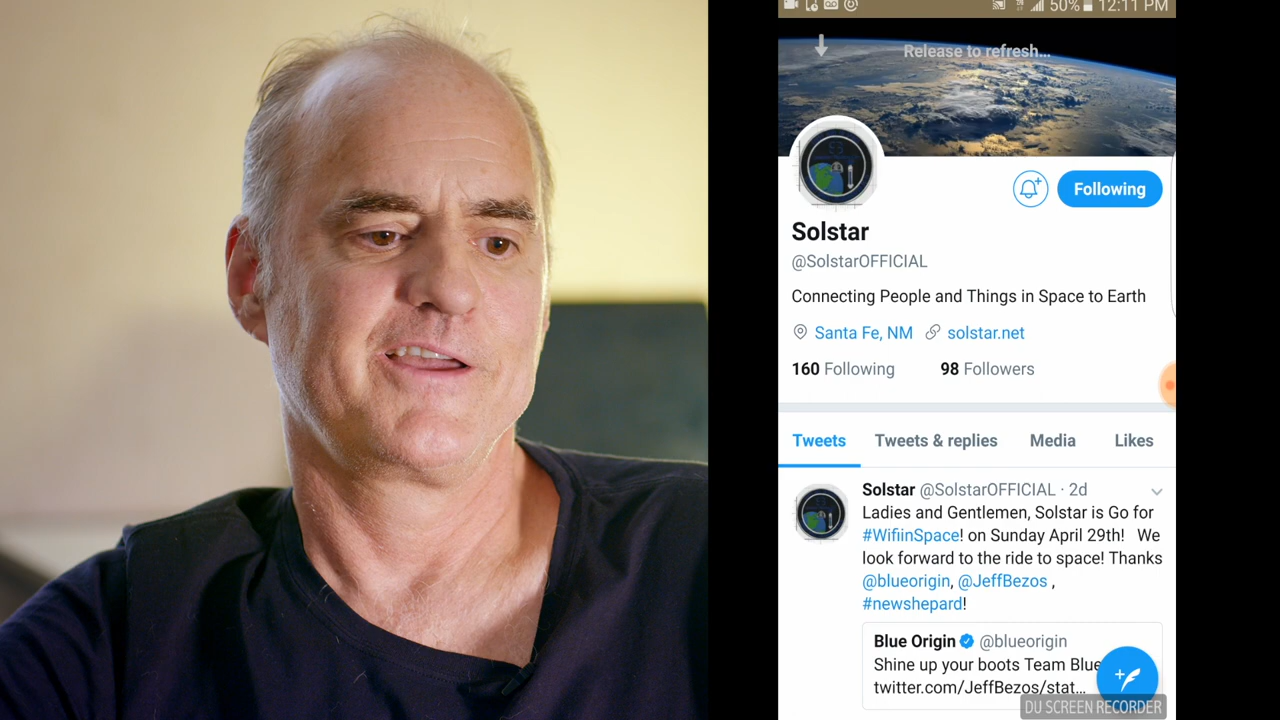 50% 12:11 PM
Release to refresh...
Following
Solstar
@SolstarOFFICIAL
Connecting People and Things in Space to Earth
Santa Fe, NM solstar.net
160 Following 98 Followers
Tweets Tweets & replies Media Likes
Solstar @SolstarOFFICIAL · 2d
Ladies and Gentlemen, Solstar is Go for
#WifiinSpace! on Sunday April 29th! We
look forward to the ride to space! Thanks
@blueorigin, @JeffBezos ,
#newshepard!
Blue Origin @blueorigin
Shine up your boots Team Blue
twitter.com/JeffBezos/stat...
DU SCREEN RECORDER